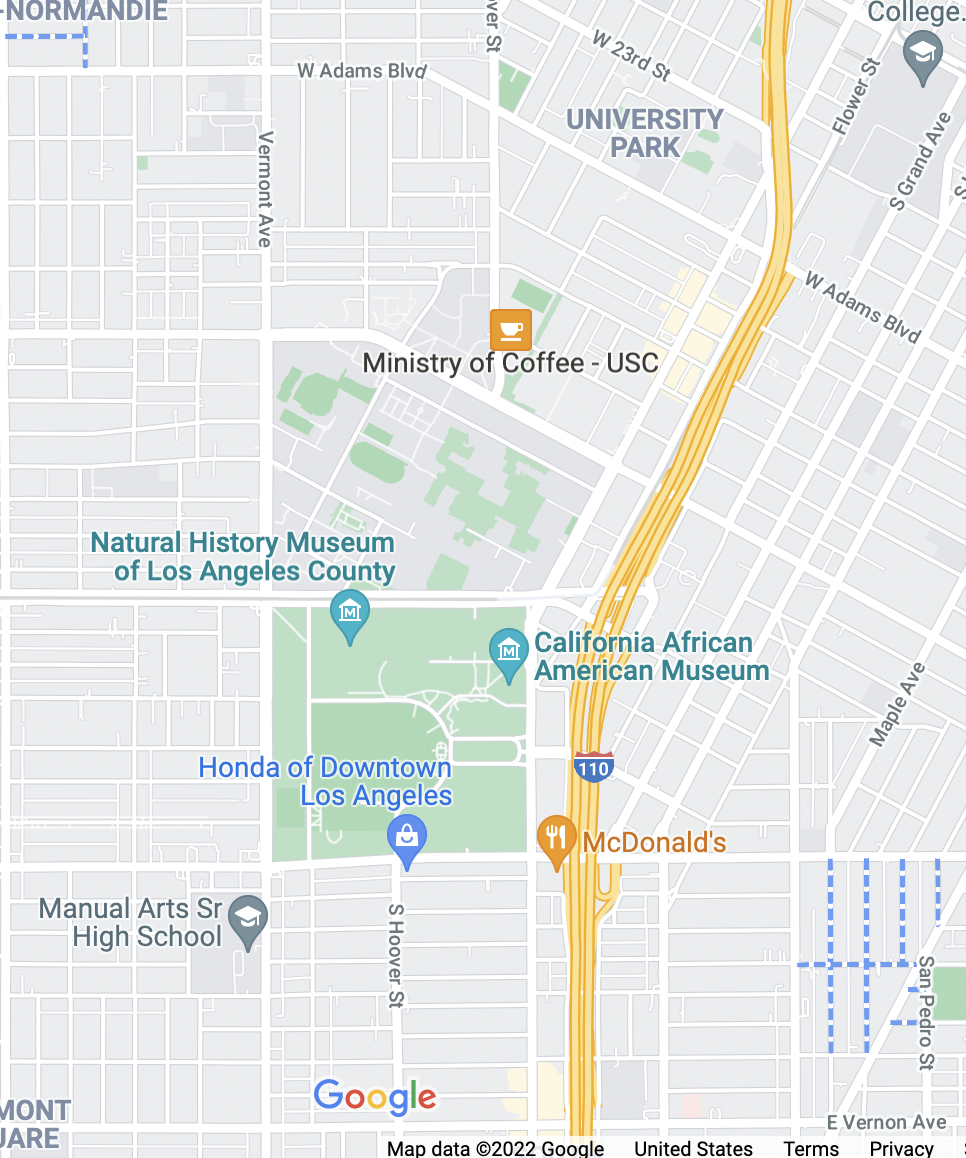 -NORMANDIE
College.
W Adams Blvd
ver St
W 23rd St
Flower St
UNIVERSITY
PARK
Vermont Ave
S Grand Ave
W Adams Blvd
Ministry of Coffee - USC
Natural History Museum
of Los Angeles County
California African
American Museum
Maple Ave
Honda of Downtown
Los Angeles
110
McDonald's
Manual Arts Sr
High School
S Hoover St
San Pedro St
Google
MONT
UARE
E Vernon Ave
Map data ©2022 Google
United States
Terms
Privacy